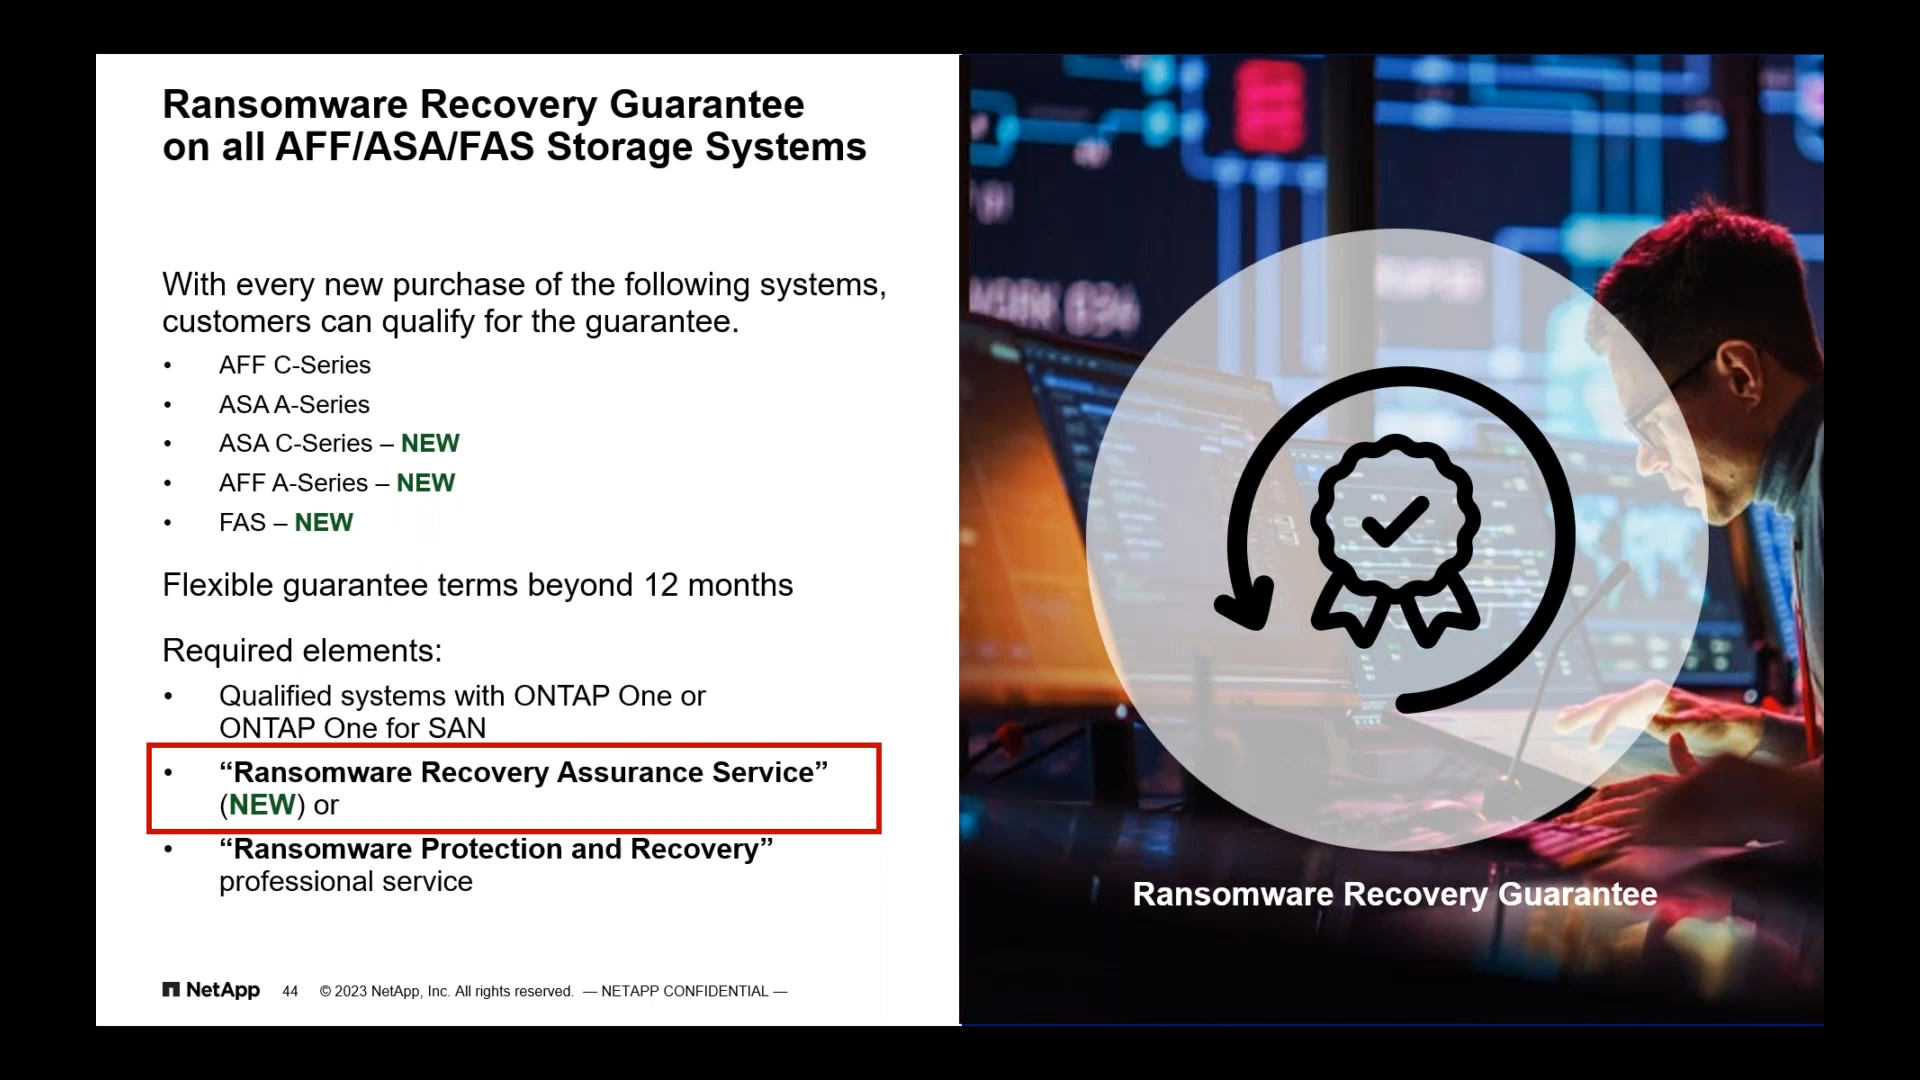 Ransomware Recovery Guarantee
on all AFF/ASA/FAS Storage Systems
With every new purchase of the following systems,
customers can qualify for the guarantee.
• AFF C-Series
• ASA A-Series
• ASA C-Series – NEW
• AFF A-Series – NEW
• FAS – NEW
Flexible guarantee terms beyond 12 months
Required elements:
• Qualified systems with ONTAP One or
ONTAP One for SAN
• “Ransomware Recovery Assurance Service”
(NEW) or
• “Ransomware Protection and Recovery”
professional service
NetApp 44 © 2023 NetApp, Inc. All rights reserved. — NETAPP CONFIDENTIAL —
Ransomware Recovery Guarantee